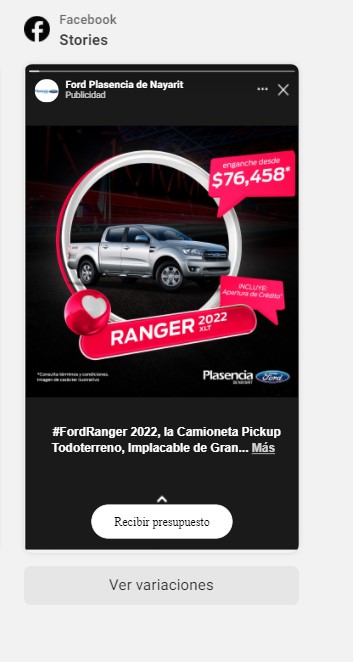 Facebook
Stories
Ford Plasencia de Nayarit
Publicidad
enganche desde
$76,458*
INCLUYE:
Apertura de Crédito*
RANGER 2022
XLT
Plasencia Ford
DE NAYARIT
*Consulta términos y condiciones.
Imagen de carácter ilustrativo
#FordRanger 2022, la Camioneta Pickup
Todoterreno, Implacable de Gran... Más
Recibir presupuesto
Ver variaciones